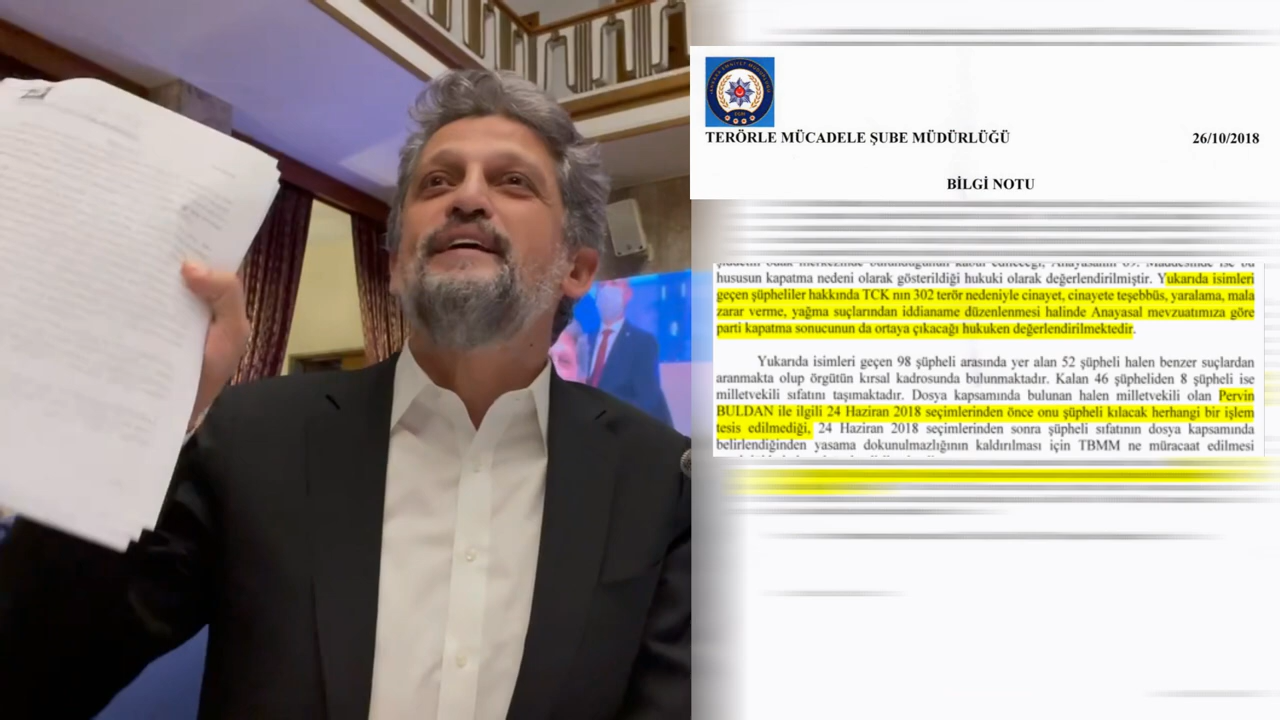 TERÖRLE MÜCADELE ŞUBE MÜDÜRLÜĞÜ 26/10/2018
BİLGİ NOTU
hususun kapatma nedeni olarak gösterildiği hukuki olarak değerlendirilmiştir. Yukarıda isimleri
geçen şüpheliler hakkında TCK nın 302 terör nedeniyle cinayet, cinayete teşebbüs, yaralama, mala
zarar verme, yağma suçlarından iddianame düzenlenmesi halinde Anayasal mevzuatımıza göre
parti kapatma sonucunun da ortaya çıkacağı hukuken değerlendirilmektedir.
Yukarıda isimleri geçen 98 şüpheli arasında yer alan 52 şüpheli halen benzer suçlardan
aranmakta olup örgütün kırsal kadrosunda bulunmaktadır. Kalan 46 şüpheliden 8 şüpheli ise
milletvekili sıfatını taşımaktadır. Dosya kapsamında bulunan halen milletvekili olan Pervin
BULDAN ile ilgili 24 Haziran 2018 seçimlerinden önce onu şüpheli kılacak herhangi bir işlem
tesis edilmediği, 24 Haziran 2018 seçimlerinden sonra şüpheli sıfatının dosya kapsamında
belirlendiğinden yasama dokunulmazlığının kaldırılması için TBMM ne müracaat edilmesi